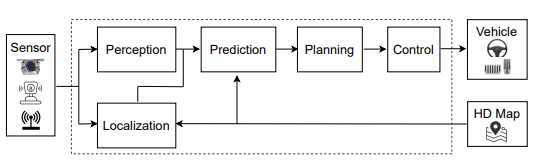 Sensor
Perception
Prediction
Planning
Control
Vehicle
Localization
HD Map